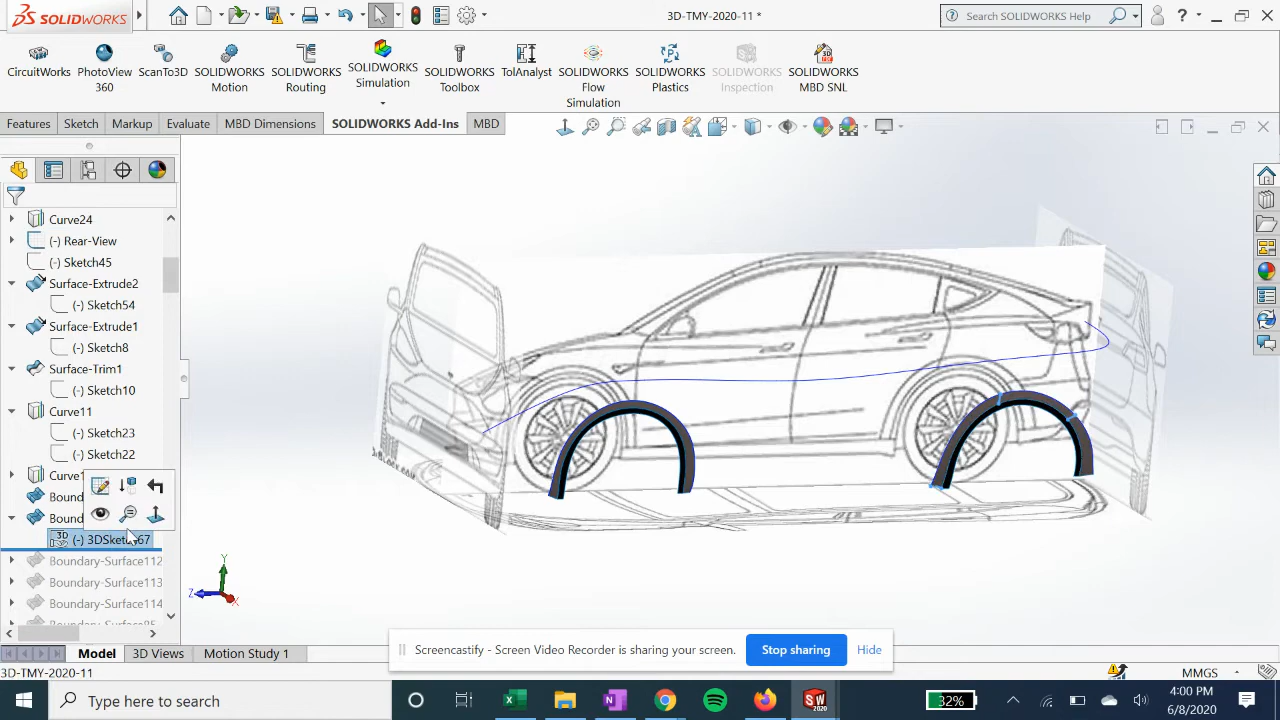 SOLIDWORKS
3D-TMY-2020-11 *
Search SOLIDWORKS Help
CircuitWorks
PhotoView
360
ScanTo3D
SOLIDWORKS
Motion
SOLIDWORKS
Routing
SOLIDWORKS
Simulation
SOLIDWORKS
Toolbox
TolAnalyst
SOLIDWORKS
Flow
Simulation
SOLIDWORKS
Plastics
SOLIDWORKS
Inspection
SOLIDWORKS
MBD SNL
Features
Sketch
Markup
Evaluate
MBD Dimensions
SOLIDWORKS Add-Ins
MBD
Curve24
(-) Rear-View
(-) Sketch45
Surface-Extrude2
(-) Sketch54
Surface-Extrude1
(-) Sketch8
Surface-Trim1
(-) Sketch10
Curve11
(-) Sketch23
(-) Sketch22
Curve1
Bound
Bound
Boundary-Surface112
Boundary-Surface113
Boundary-Surface114
Y
Z
X
Screencastify - Screen Video Recorder is sharing your screen.
Stop sharing
Hide
Model
3D Views
Motion Study 1
3D-TMY-2020-11
MMGS
Type here to search
32%
4:00 PM
6/8/2020